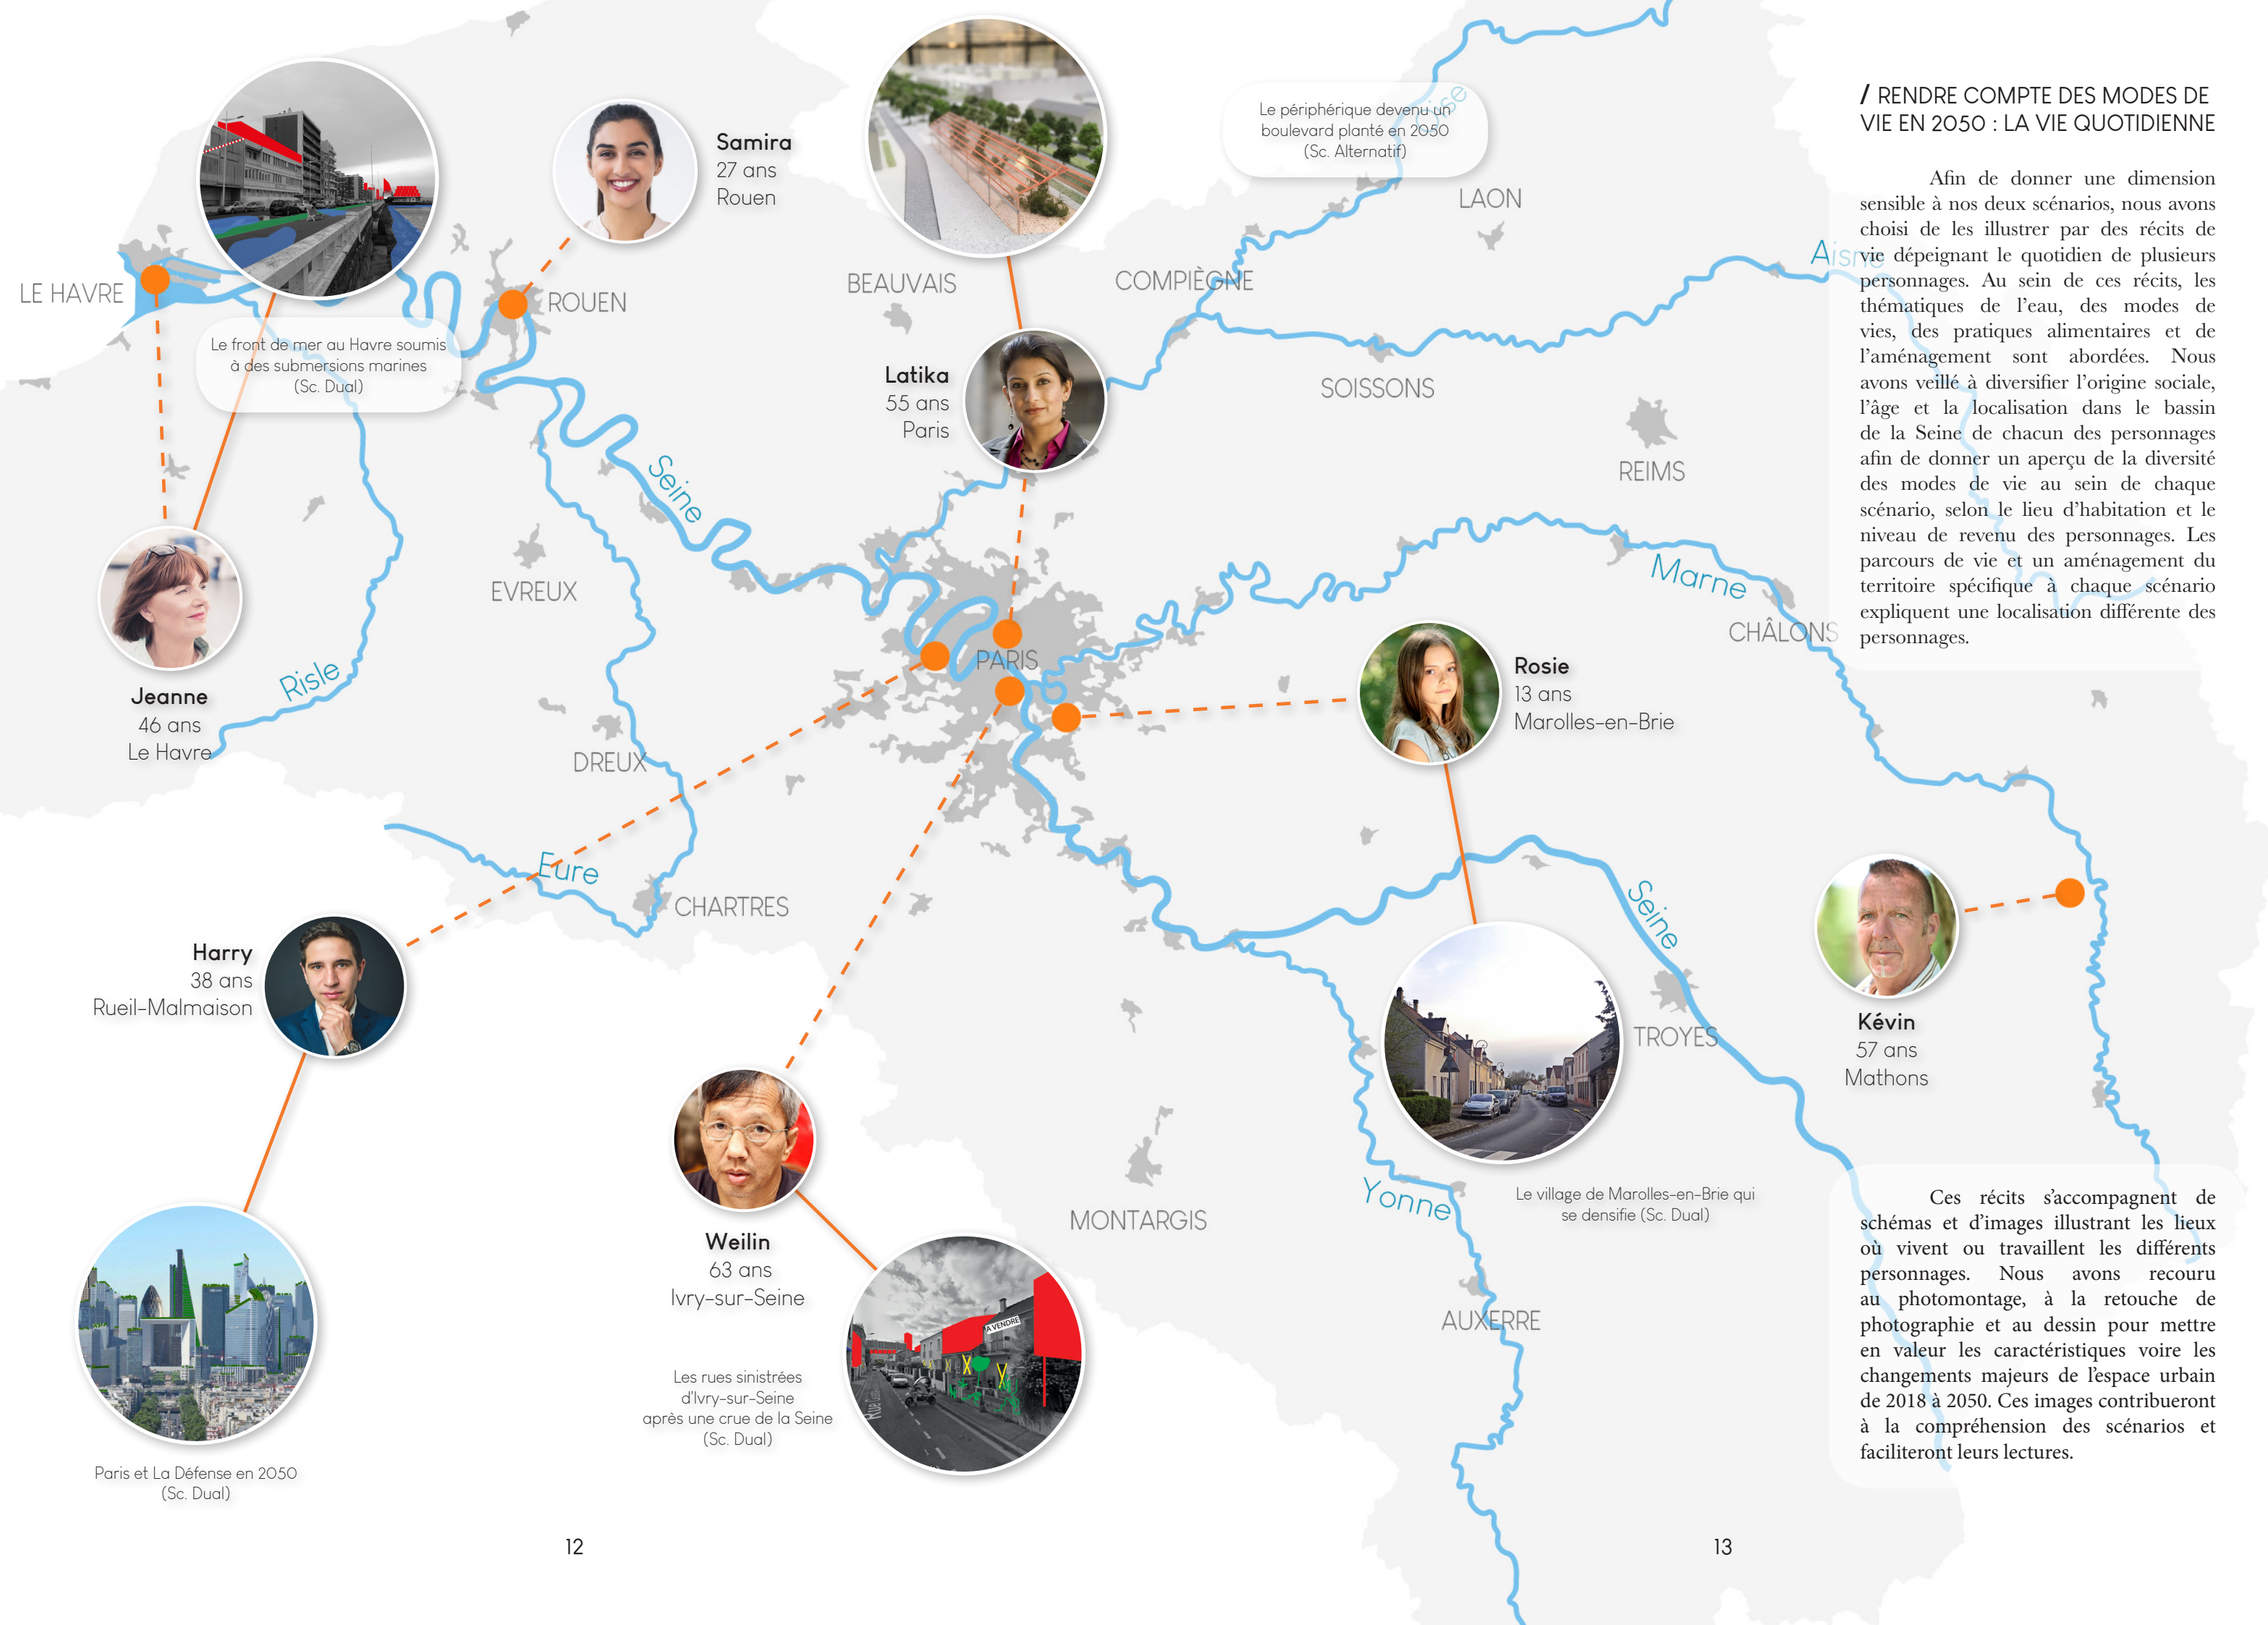 Samira
27 ans
Rouen
Le périphérique devenu un
boulevard planté en 2050
(Sc. Alternatif)
Oise
LAON
LE HAVRE
ROUEN
BEAUVAIS
COMPIÈGNE
Aisne
Le front de mer au Havre soumis
à des submersions marines
(Sc. Dual)
Latika
55 ans
Paris
SOISSONS
REIMS
Seine
EVREUX
Marne
CHÂLONS
PARIS
Rosie
13 ans
Marolles-en-Brie
Jeanne
46 ans
Le Havre
Risle
DREUX
Eure
CHARTRES
Seine
Harry
38 ans
Rueil-Malmaison
TROYES
Kévin
57 ans
Mathons
Weilin
63 ans
Ivry-sur-Seine
MONTARGIS
Yonne
Le village de Marolles-en-Brie qui
se densifie (Sc. Dual)
AUXERRE
A VENDRE
Les rues sinistrées
d'Ivry-sur-Seine
après une crue de la Seine
(Sc. Dual)
Paris et La Défense en 2050
(Sc. Dual)
12
/ RENDRE COMPTE DES MODES DE
VIE EN 2050 : LA VIE QUOTIDIENNE
Afin de donner une dimension
sensible à nos deux scénarios, nous avons
choisi de les illustrer par des récits de
vie dépeignant le quotidien de plusieurs
personnages. Au sein de ces récits, les
thématiques de l'eau, des modes de
vies, des pratiques alimentaires et de
l'aménagement sont abordées. Nous
avons veillé à diversifier l'origine sociale,
l'âge et la localisation dans le bassin
de la Seine de chacun des personnages
afin de donner un aperçu de la diversité
des modes de vie au sein de chaque
scénario, selon le lieu d'habitation et le
niveau de revenu des personnages. Les
parcours de vie et un aménagement du
territoire spécifique à chaque scénario
expliquent une localisation différente des
personnages.
Ces récits s'accompagnent de
schémas et d'images illustrant les lieux
où vivent ou travaillent les différents
personnages. Nous avons recouru
au photomontage, à la retouche de
photographie et au dessin pour mettre
en valeur les caractéristiques voire les
changements majeurs de l'espace urbain
de 2018 à 2050. Ces images contribueront
à la compréhension des scénarios et
faciliteront leurs lectures.
13